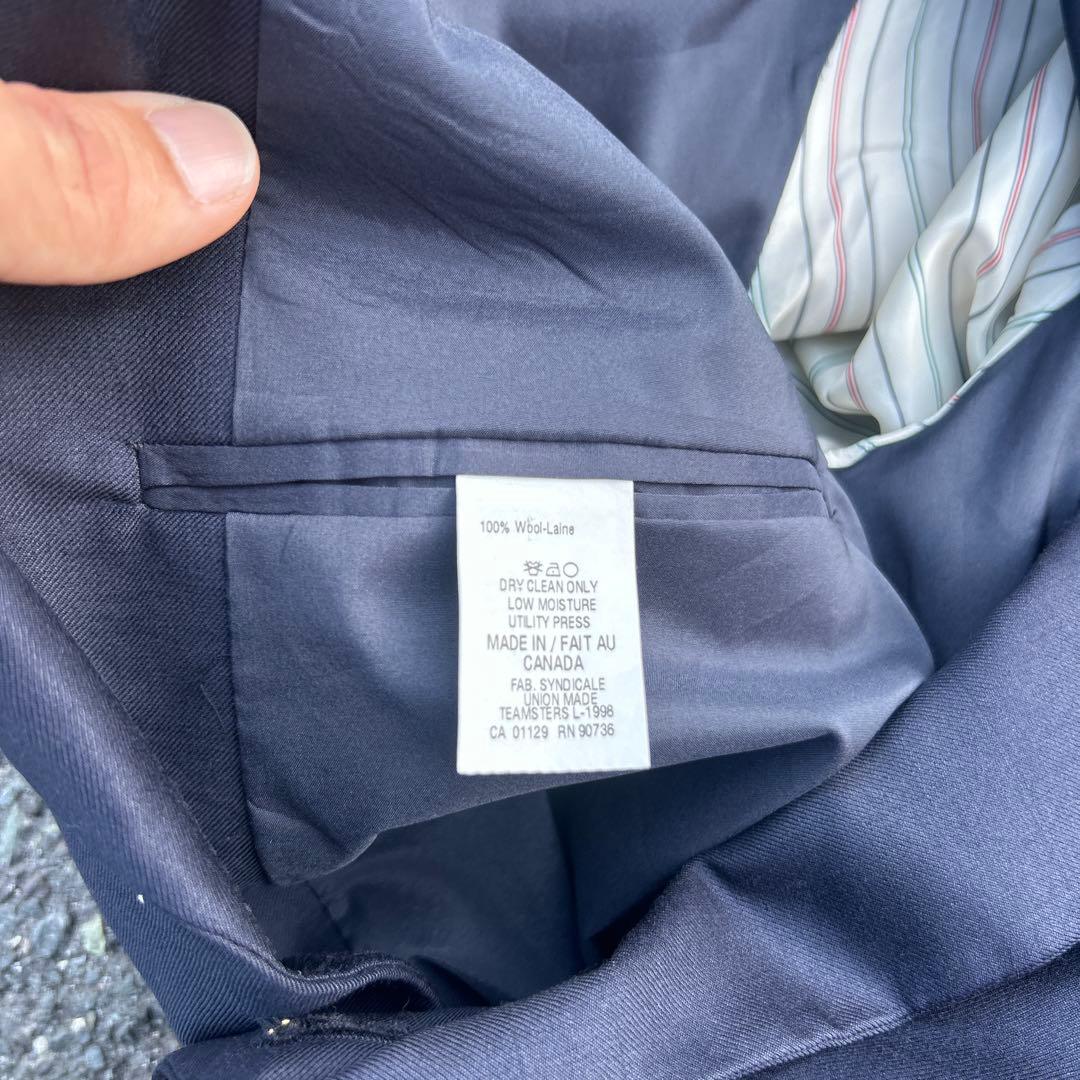 100% Wool-Laine
DRY CLEAN ONLY
LOW MOISTURE
UTILITY PRESS
MADE IN / FAIT AU
CANADA
FAB. SYNDICALE
UNION MADE
TEAMSTERS L-1998
CA 01129 RN 90736